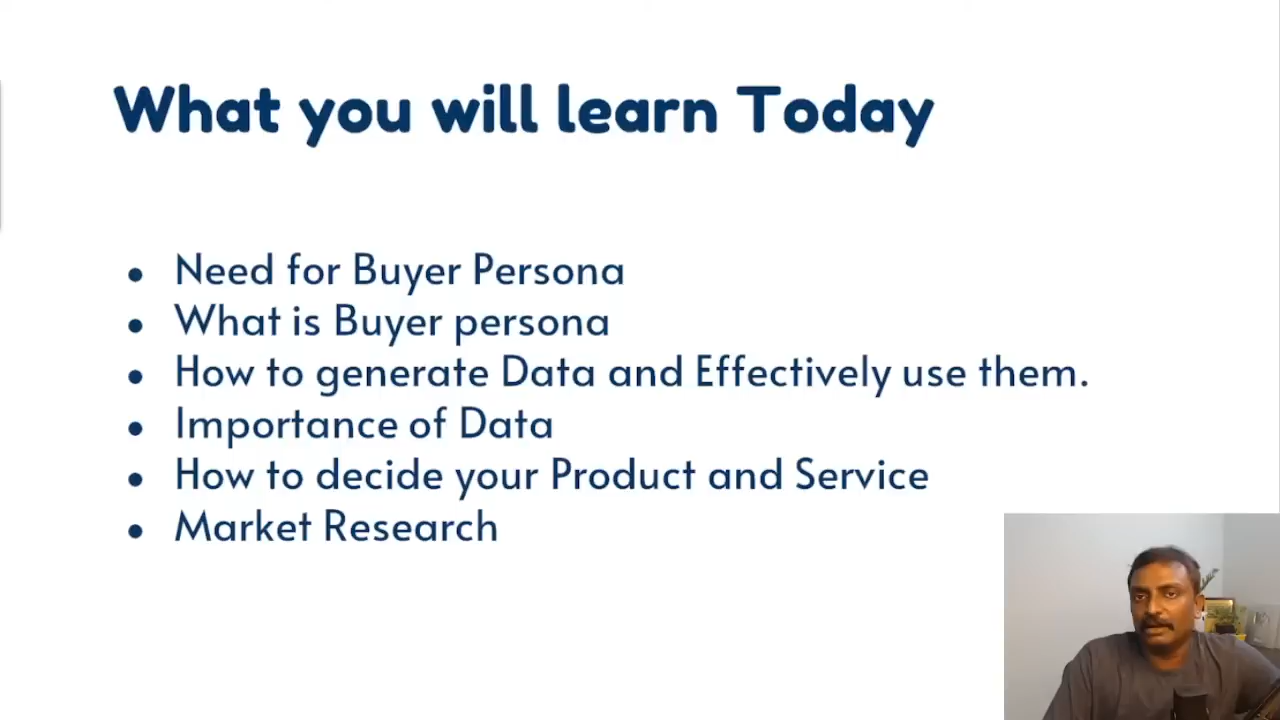 What you will learn Today
• Need for Buyer Persona
• What is Buyer persona
• How to generate Data and Effectively use them.
• Importance of Data
• How to decide your Product and Service
• Market Research